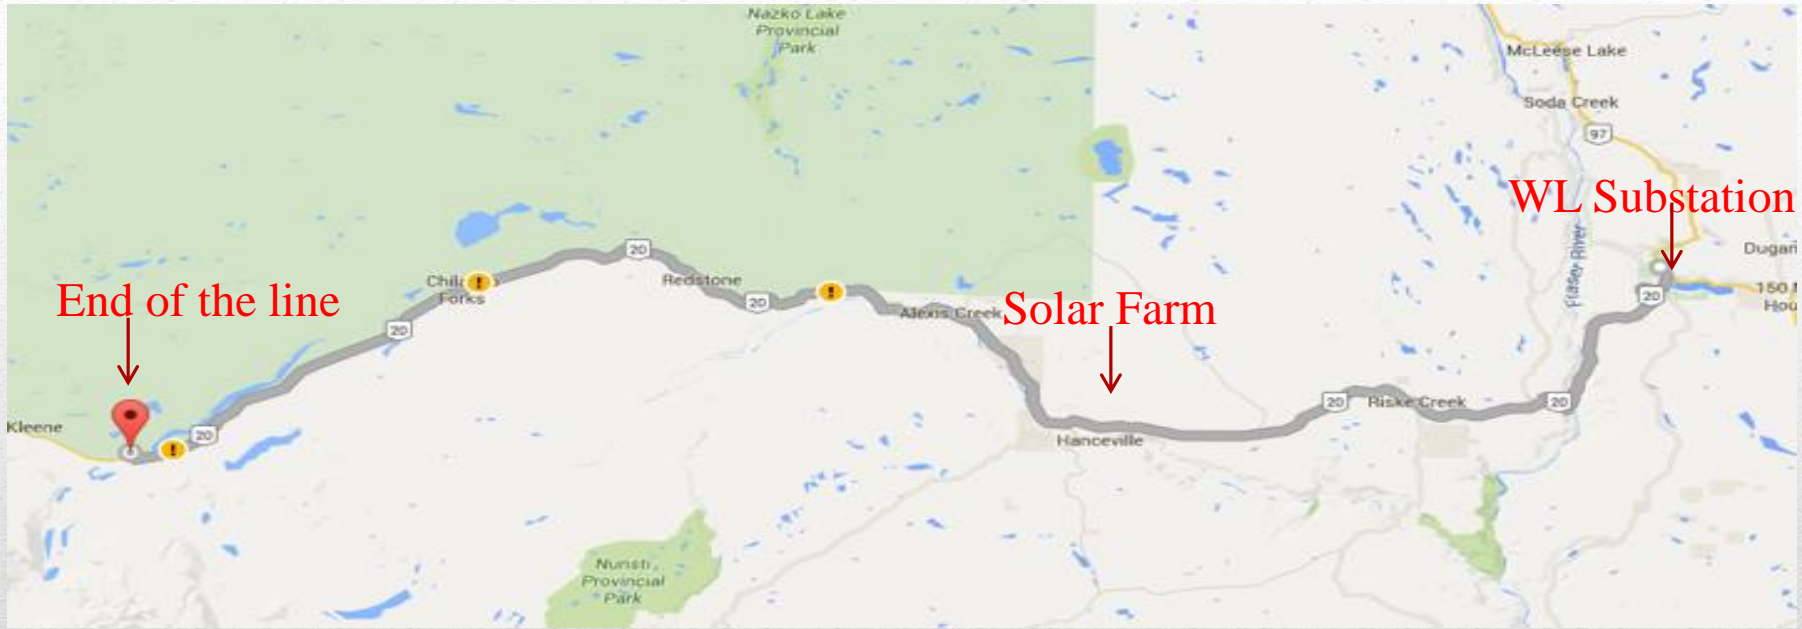 Nazko Lake
Provincial
Park
McLeese Lake
Soda Creek
97
WL Substation
Fraser River
Dugan
20
Redstone
Forks
20
End of the line
20
Alexis Creek
Solar Farm
20
150
20
Riske Creek
20
20
Kleene
Hanceville
Nunsti
Provincial
Park